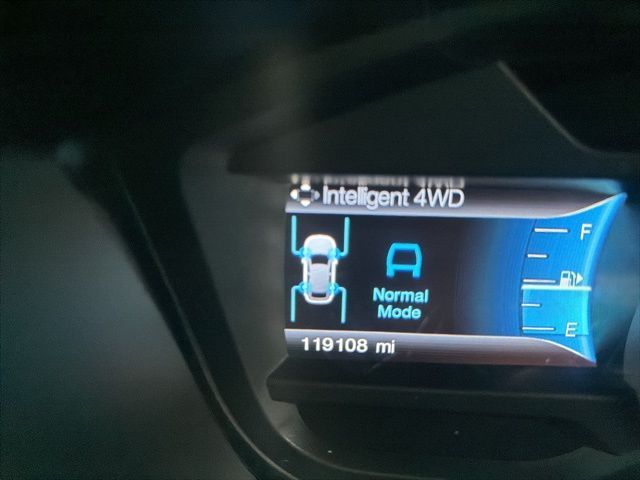 Intelligent 4WD
F
Normal
Mode
E
119108 mi